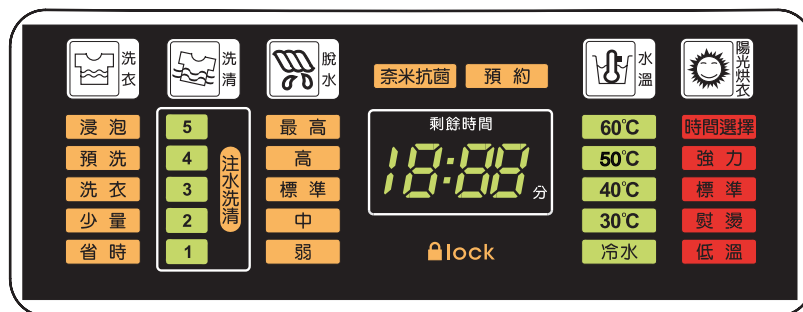 洗衣
洗清
脫水
奈米抗菌
預約
水溫
陽光烘衣
浸泡
預洗
洗衣
少量
省時
5
4
3
2
1
注水洗清
最高
高
標準
中
弱
剩餘時間
18:88
分
lock
60℃
50℃
40℃
30℃
冷水
時間選擇
強力
標準
熨燙
低溫